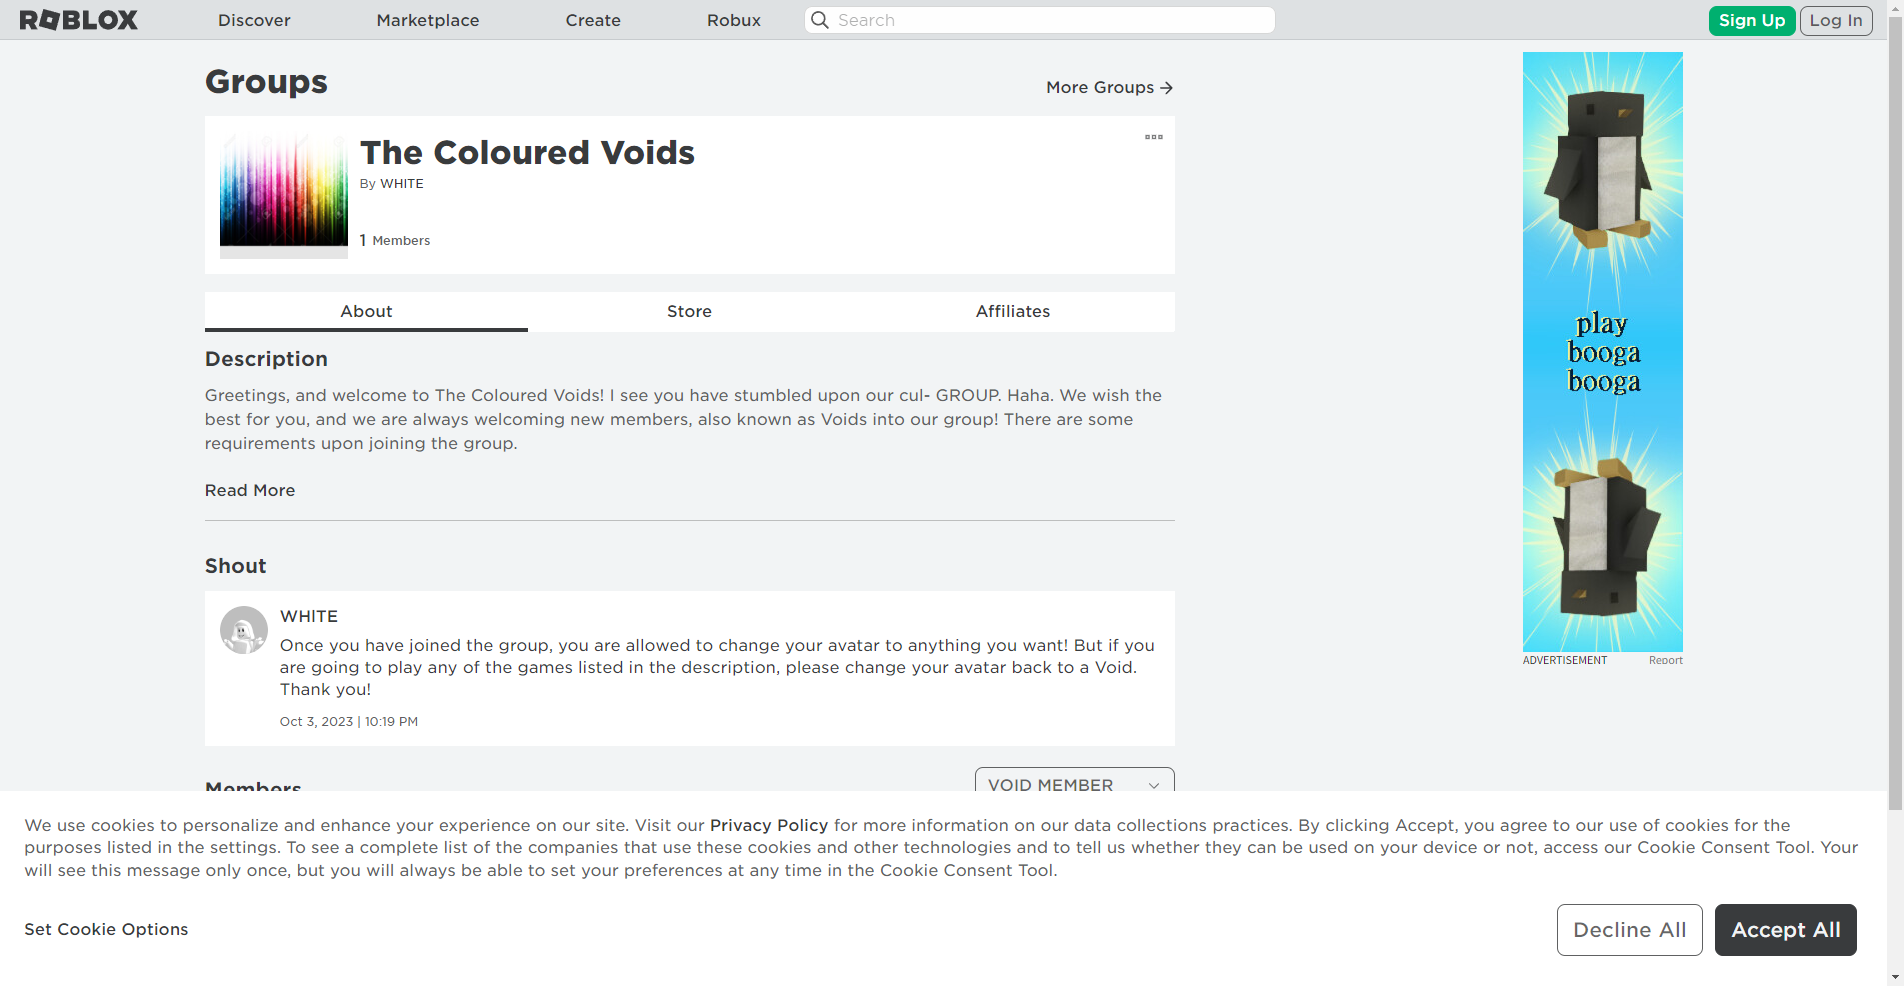 ROBLOX
Discover
Marketplace
Create
Robux
Search
Sign Up
Log In
Groups
More Groups
The Coloured Voids
By WHITE
1 Members
About
Store
Affiliates
Description
Greetings, and welcome to The Coloured Voids! I see you have stumbled upon our cul- GROUP. Haha. We wish the
best for you, and we are always welcoming new members, also known as Voids into our group! There are some
requirements upon joining the group.
Read More
Shout
WHITE
Once you have joined the group, you are allowed to change your avatar to anything you want! But if you
are going to play any of the games listed in the description, please change your avatar back to a Void.
Thank you!
Oct 3, 2023 | 10:19 PM
Members
VOID MEMBER
play
booga
booga
ADVERTISEMENT
Report
We use cookies to personalize and enhance your experience on our site. Visit our Privacy Policy for more information on our data collections practices. By clicking Accept, you agree to our use of cookies for the
purposes listed in the settings. To see a complete list of the companies that use these cookies and other technologies and to tell us whether they can be used on your device or not, access our Cookie Consent Tool. Your
will see this message only once, but you will always be able to set your preferences at any time in the Cookie Consent Tool.
Set Cookie Options
Decline All
Accept All